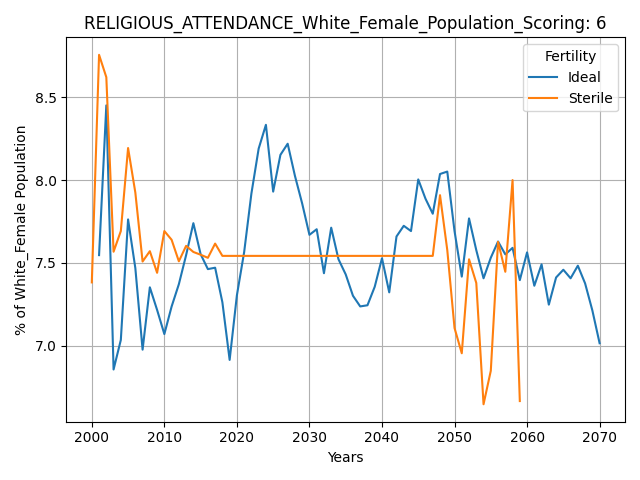 RELIGIOUS_ATTENDANCE_White_Female_Population_Scoring: 6
Fertility
Ideal
Sterile
% of White_Female Population
8.5
8.0
7.5
7.0
2000 2010 2020 2030 2040 2050 2060 2070
Years